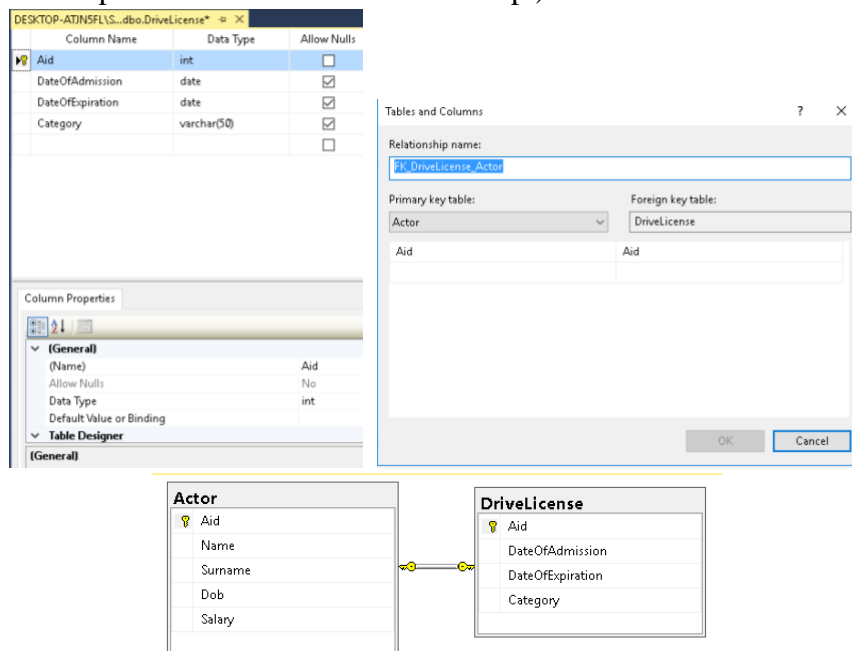 DESKTOP-ATJN5FL\S...dbo.DriveLicense*
Column Name Data Type Allow Nulls
Aid int
DateOfAdmission date
DateOfExpiration date
Category varchar(50)
Column Properties
(General)
(Name) Aid
Allow Nulls No
Data Type int
Default Value or Binding
Table Designer
(General)
Tables and Columns ? ×
Relationship name:
FK_DriveLicense_Actor
Primary key table: Foreign key table:
Actor DriveLicense
Aid Aid
OK Cancel
Actor
Aid
Name
Surname
Dob
Salary
DriveLicense
Aid
DateOfAdmission
DateOfExpiration
Category